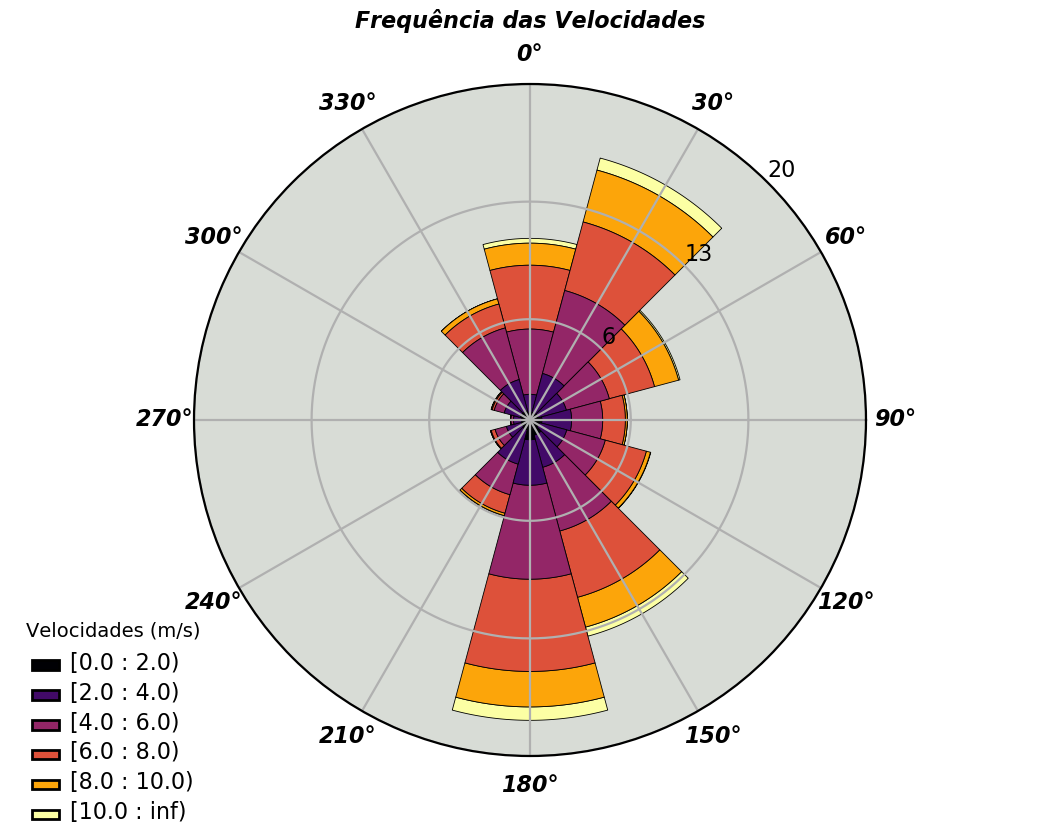 Frequência das Velocidades
0°
330°
30°
20
300°
60°
13
6
270°
90°
240°
120°
Velocidades (m/s)
[0.0 : 2.0)
[2.0 : 4.0)
[4.0 : 6.0)
[6.0 : 8.0)
[8.0 : 10.0)
[10.0 : inf)
210°
150°
180°